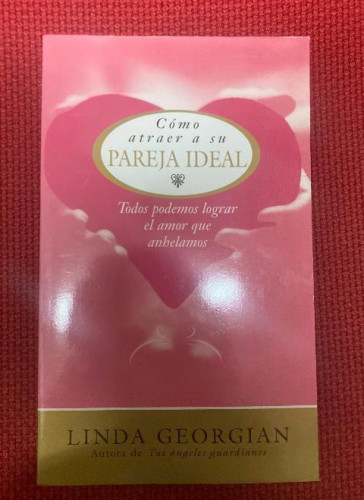 Cómo
atraer a su
PAREJA IDEAL
Todos podemos lograr
el amor que
anhelamos
LINDA GEORGIAN
Autora de Tus ángeles guardianes